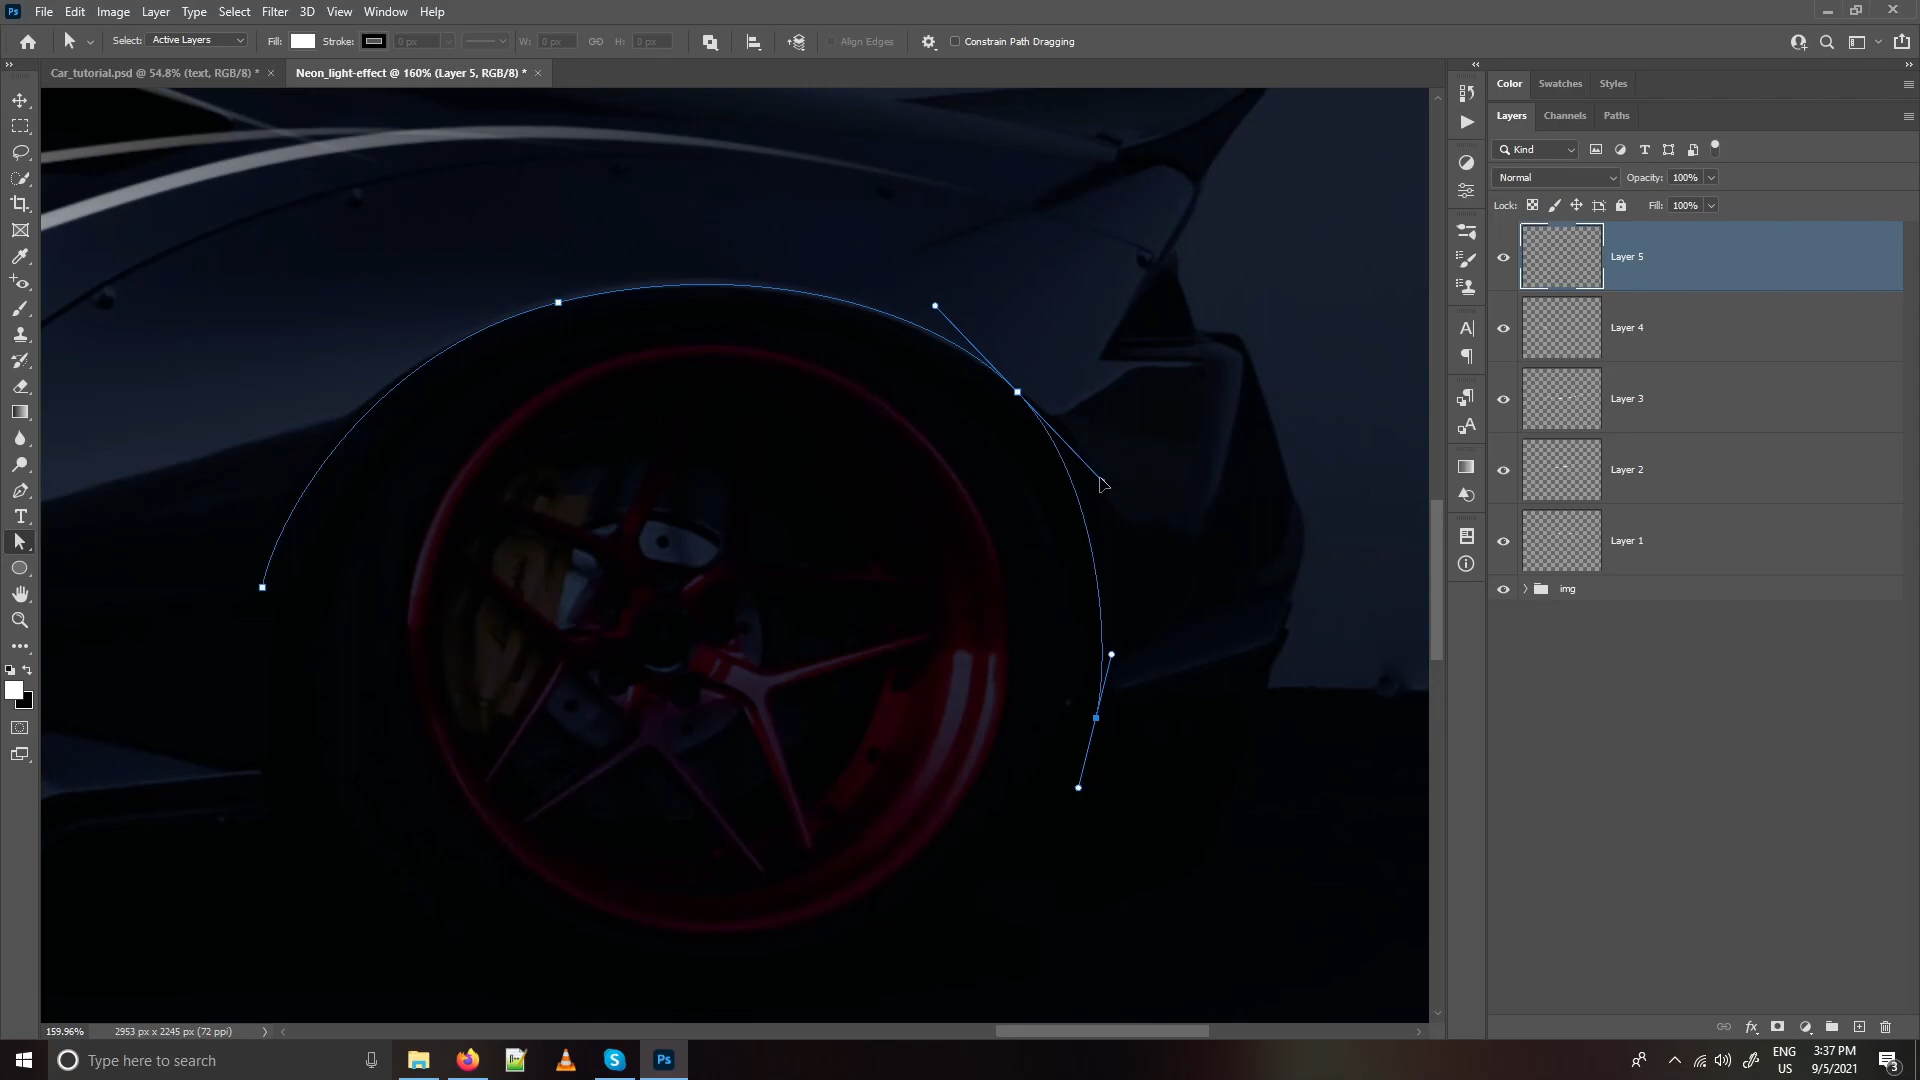 Ps File Edit Image Layer Type Select Filter 3D View Window Help
Select: Active Layers Fill: Stroke: 0 px W: 0 px H: 0 px Align Edges Constrain Path Dragging
Car_tutorial.psd @ 54.8% (text, RGB/8) * × Neon_light-effect @ 160% (Layer 5, RGB/8) * ×
Color Swatches Styles
Layers Channels Paths
Kind
Normal Opacity: 100%
Lock: Fill: 100%
Layer 5
Layer 4
Layer 3
Layer 2
Layer 1
img
159.96% 2953 px x 2245 px (72 ppi)
Type here to search
Ps
ENG
US
3:37 PM
9/5/2021
3